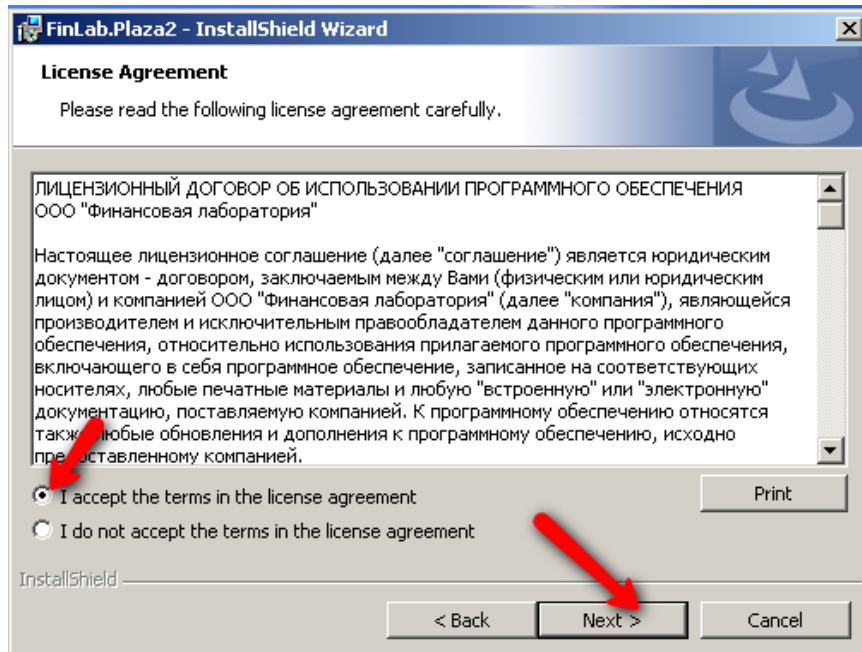 FinLab.Plaza2 - InstallShield Wizard
License Agreement
Please read the following license agreement carefully.
ЛИЦЕНЗИОННЫЙ ДОГОВОР ОБ ИСПОЛЬЗОВАНИИ ПРОГРАММНОГО ОБЕСПЕЧЕНИЯ
ООО "Финансовая лаборатория"
Настоящее лицензионное соглашение (далее "соглашение") является юридическим
документом - договором, заключаемым между Вами (физическим или юридическим
лицом) и компанией ООО "Финансовая лаборатория" (далее "компания"), являющейся
производителем и исключительным правообладателем данного программного
обеспечения, относительно использования прилагаемого программного обеспечения,
включающего в себя программное обеспечение, записанное на соответствующих
носителях, любые печатные материалы и любую "встроенную" или "электронную"
документацию, поставляемую компанией. К программному обеспечению относятся
также любые обновления и дополнения к программному обеспечению, исходно
предоставленному компанией.
I accept the terms in the license agreement
Print
I do not accept the terms in the license agreement
InstallShield
< Back
Next >
Cancel